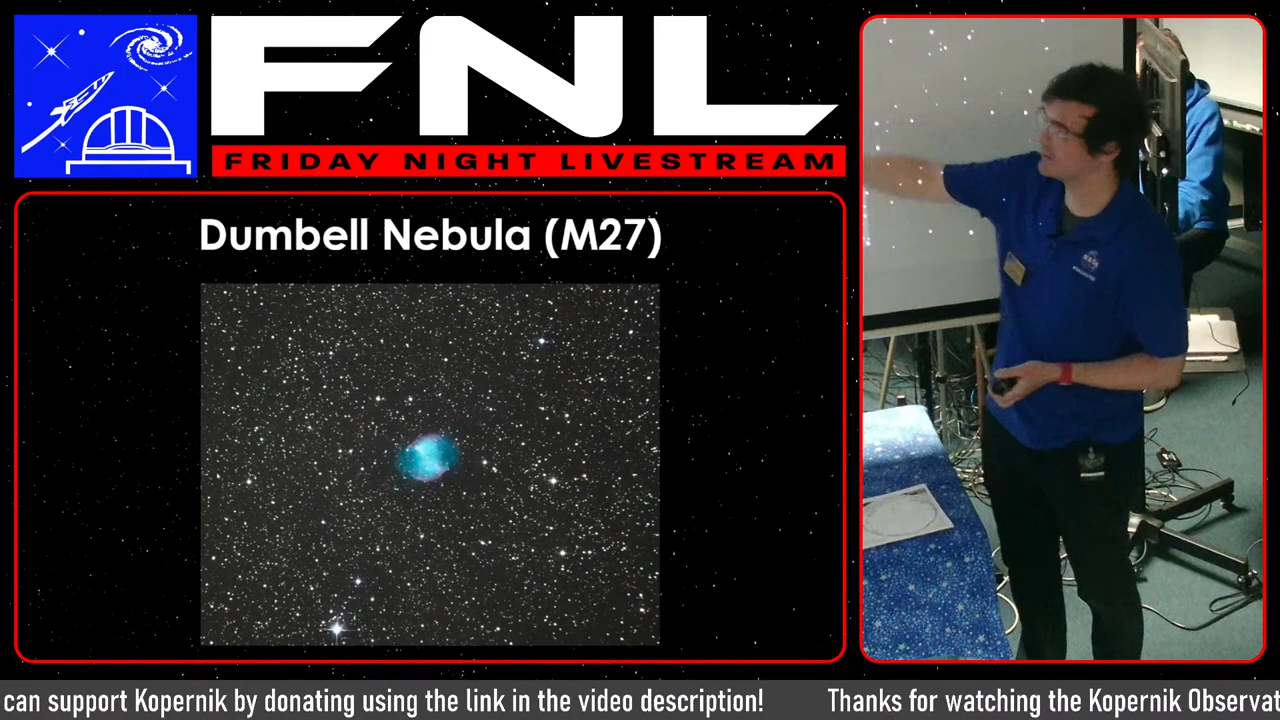 FNL
FRIDAY NIGHT LIVESTREAM
Dumbell Nebula (M27)
NASA
can support Kopernik by donating using the link in the video description! Thanks for watching the Kopernik Observat